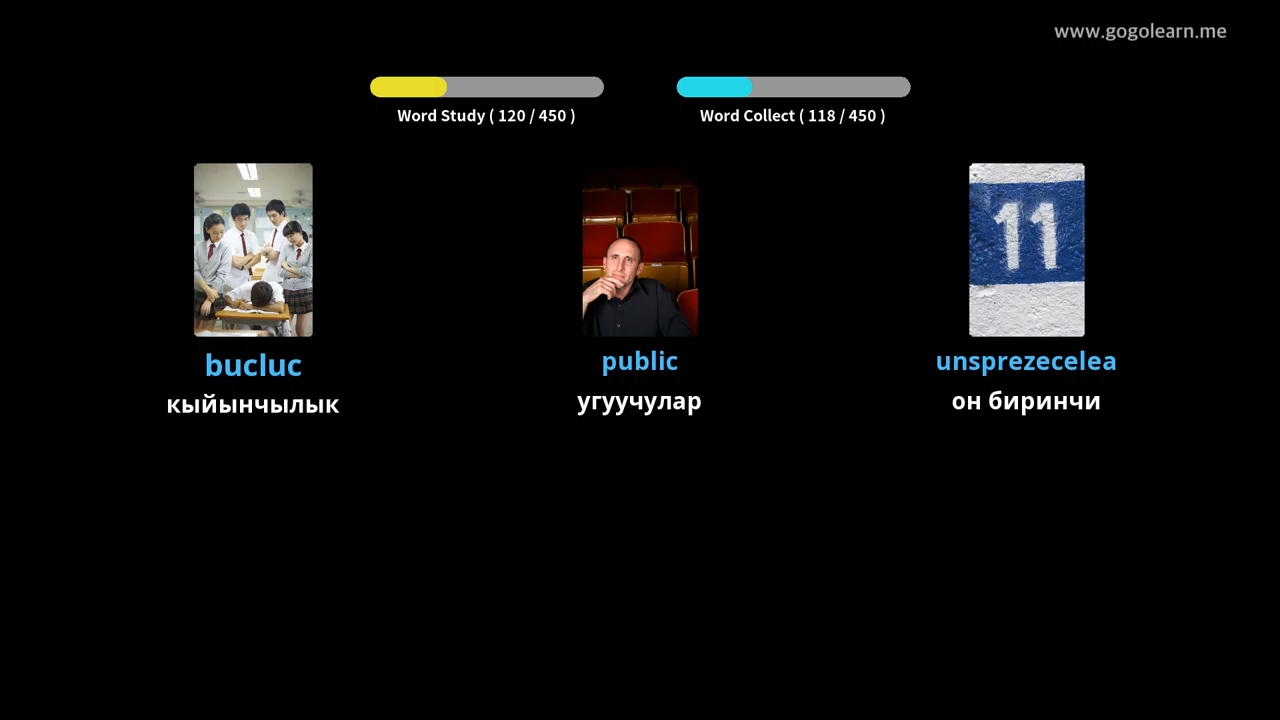 www.gogolearn.me
Word Study ( 120 / 450 )
Word Collect ( 118 / 450 )
11
bucluc
public
unsprezecelea
кыйынчылык
угуучулар
он биринчи